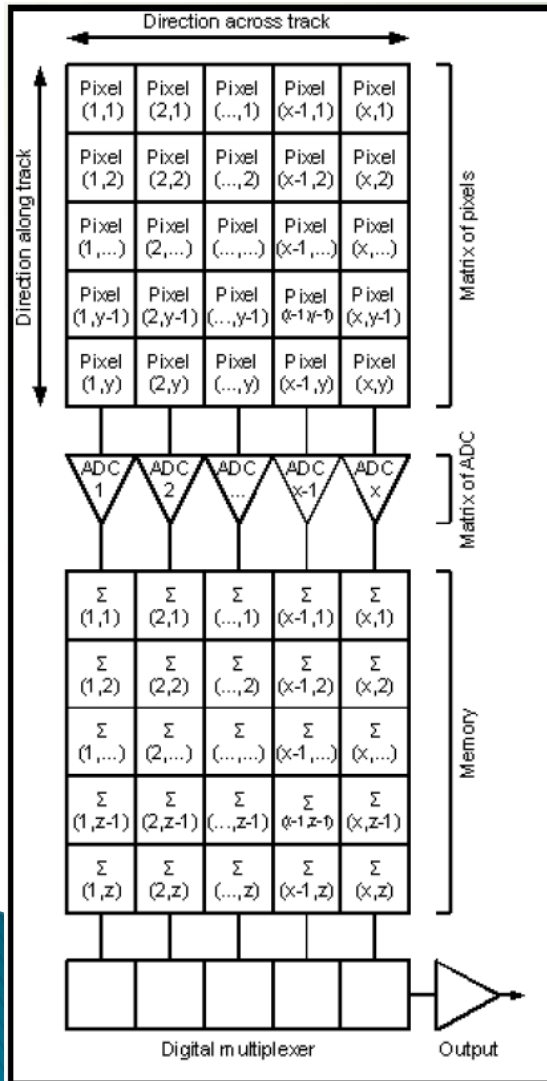 Direction across track
Direction along track
Pixel Pixel Pixel Pixel Pixel
(1,1) (2,1) (...,1) (x-1,1) (x,1)
Pixel Pixel Pixel Pixel Pixel
(1,2) (2,2) (...,2) (x-1,2) (x,2)
Pixel Pixel Pixel Pixel Pixel
(1,...) (2,...) (...,...) (x-1,...) (x,...)
Pixel Pixel Pixel Pixel Pixel
(1,y-1) (2,y-1) (...,y-1) (x-1,y-1) (x,y-1)
Pixel Pixel Pixel Pixel Pixel
(1,y) (2,y) (...,y) (x-1,y) (x,y)
Matrix of pixels
ADC ADC ADC ADC ADC
1 2 ... x-1 x
Matrix of ADC
Σ Σ Σ Σ Σ
(1,1) (2,1) (...,1) (x-1,1) (x,1)
Σ Σ Σ Σ Σ
(1,2) (2,2) (...,2) (x-1,2) (x,2)
Σ Σ Σ Σ Σ
(1,...) (2,...) (...,...) (x-1,...) (x,...)
Σ Σ Σ Σ Σ
(1,z-1) (2,z-1) (...,z-1) (x-1,z-1) (x,z-1)
Σ Σ Σ Σ Σ
(1,z) (2,z) (...,z) (x-1,z) (x,z)
Memory
Digital multiplexer
Output